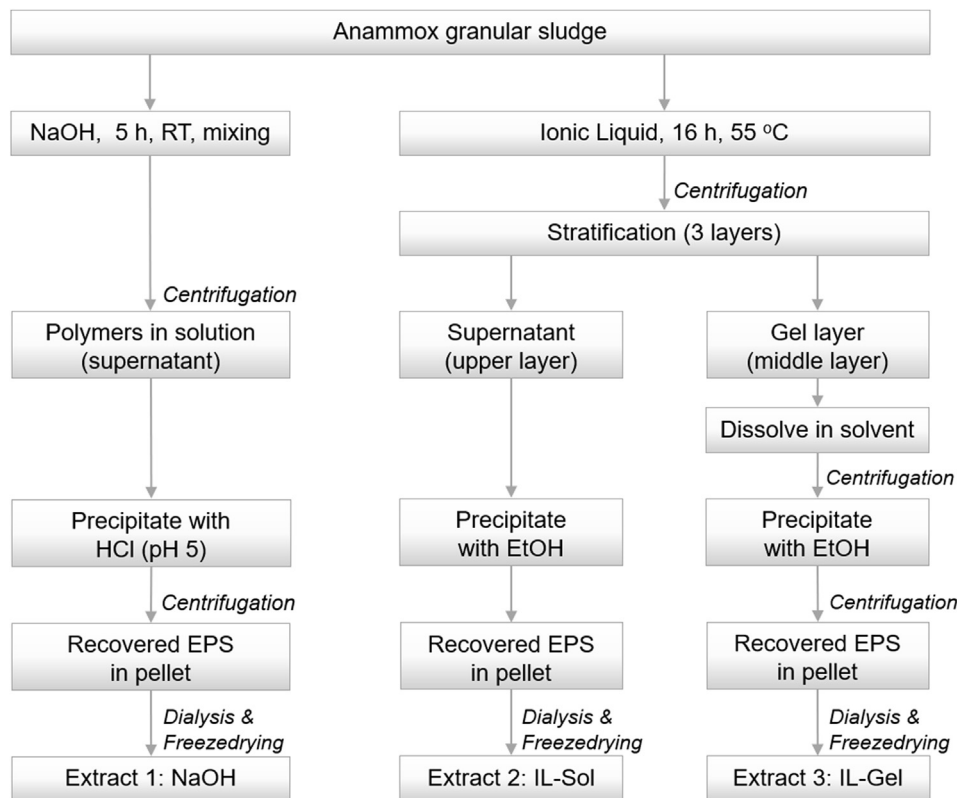 Anammox granular sludge
NaOH, 5 h, RT, mixing
Ionic Liquid, 16 h, 55 ºC
Centrifugation
Stratification (3 layers)
Centrifugation
Polymers in solution
(supernatant)
Supernatant
(upper layer)
Gel layer
(middle layer)
Dissolve in solvent
Centrifugation
Precipitate with
HCl (pH 5)
Precipitate
with EtOH
Precipitate
with EtOH
Centrifugation
Centrifugation
Recovered EPS
in pellet
Recovered EPS
in pellet
Recovered EPS
in pellet
Dialysis &
Freezedrying
Dialysis &
Freezedrying
Dialysis &
Freezedrying
Extract 1: NaOH
Extract 2: IL-Sol
Extract 3: IL-Gel